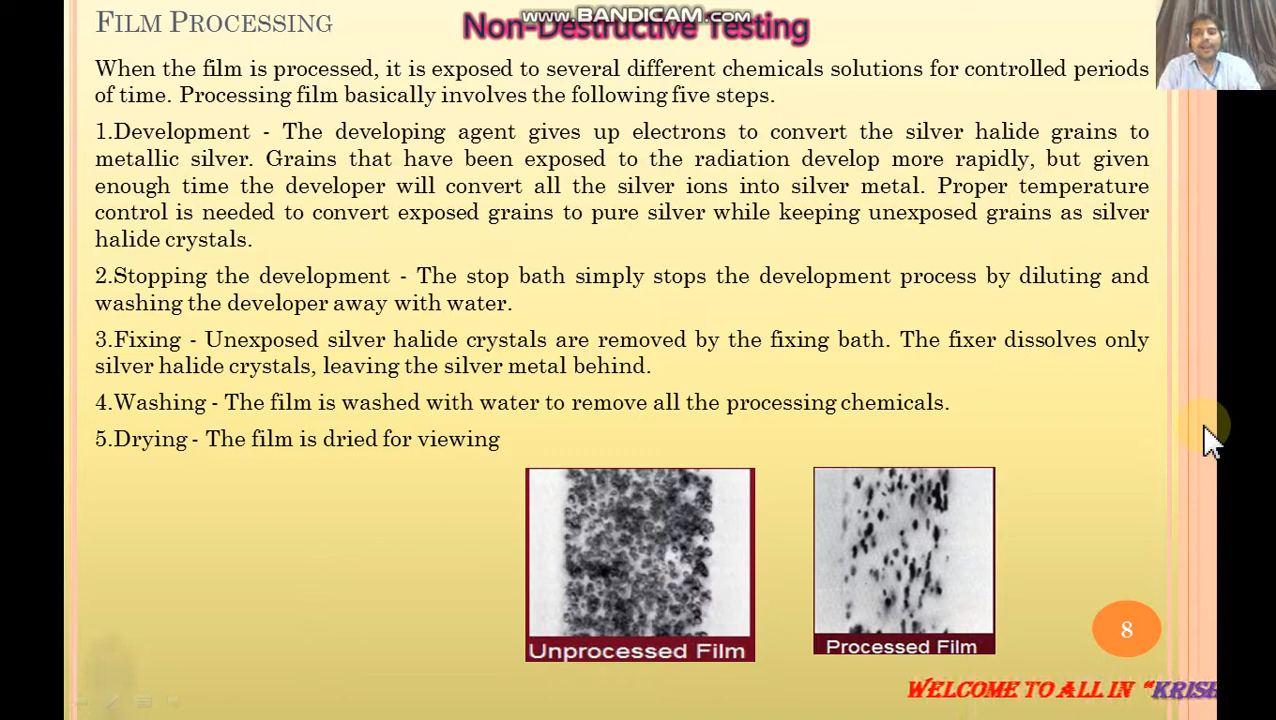 www.BANDICAM.com
FILM PROCESSING
Non-Destructive Testing
When the film is processed, it is exposed to several different chemicals solutions for controlled periods
of time. Processing film basically involves the following five steps.
1.Development - The developing agent gives up electrons to convert the silver halide grains to
metallic silver. Grains that have been exposed to the radiation develop more rapidly, but given
enough time the developer will convert all the silver ions into silver metal. Proper temperature
control is needed to convert exposed grains to pure silver while keeping unexposed grains as silver
halide crystals.
2.Stopping the development - The stop bath simply stops the development process by diluting and
washing the developer away with water.
3.Fixing - Unexposed silver halide crystals are removed by the fixing bath. The fixer dissolves only
silver halide crystals, leaving the silver metal behind.
4.Washing - The film is washed with water to remove all the processing chemicals.
5.Drying - The film is dried for viewing
Unprocessed Film
Processed Film
8
WELCOME TO ALL IN "KRISH